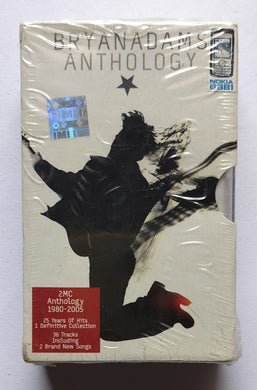 BRYANADAMS
ANTHOLOGY
NOKIA
IMI
2MC
Anthology
1980-2005
25 Years Of Hits
1 Definitive Collection
36 Tracks
Including
2 Brand New Songs